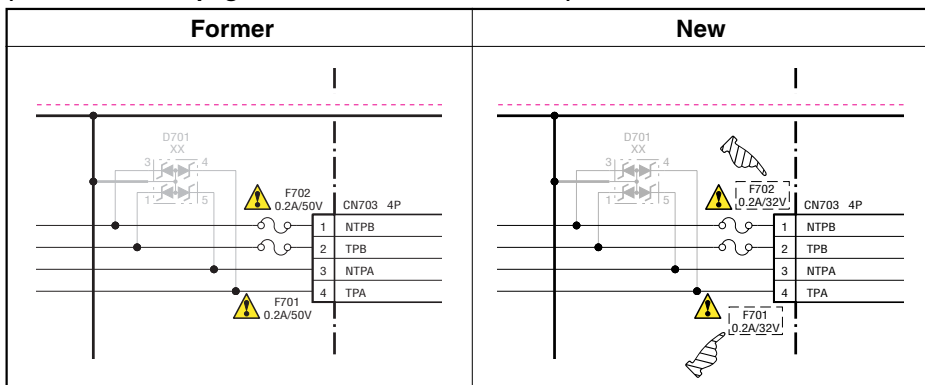 Former
New
D701
XX
3
4
1
5
F702
0.2A/50V
CN703 4P
1 NTPB
2 TPB
3 NTPA
4 TPA
F701
0.2A/50V
D701
XX
3
4
1
5
F702
0.2A/32V
CN703 4P
1 NTPB
2 TPB
3 NTPA
4 TPA
F701
0.2A/32V